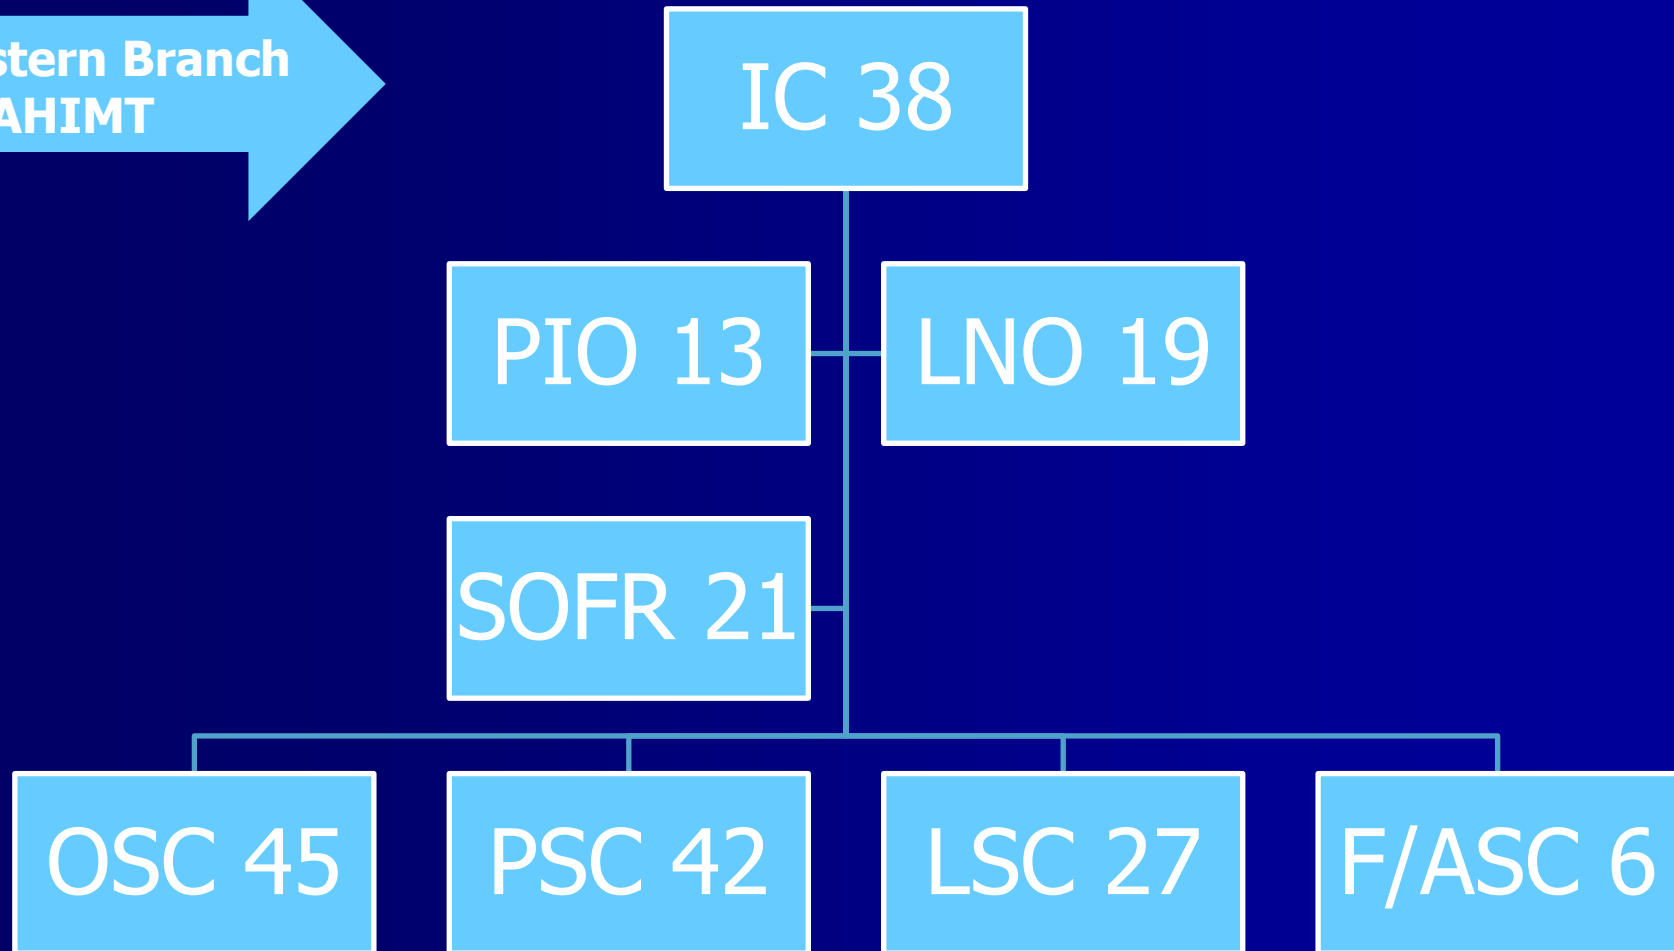 stern Branch
AHIMT
IC 38
PIO 13
LNO 19
SOFR 21
OSC 45
PSC 42
LSC 27
F/ASC 6